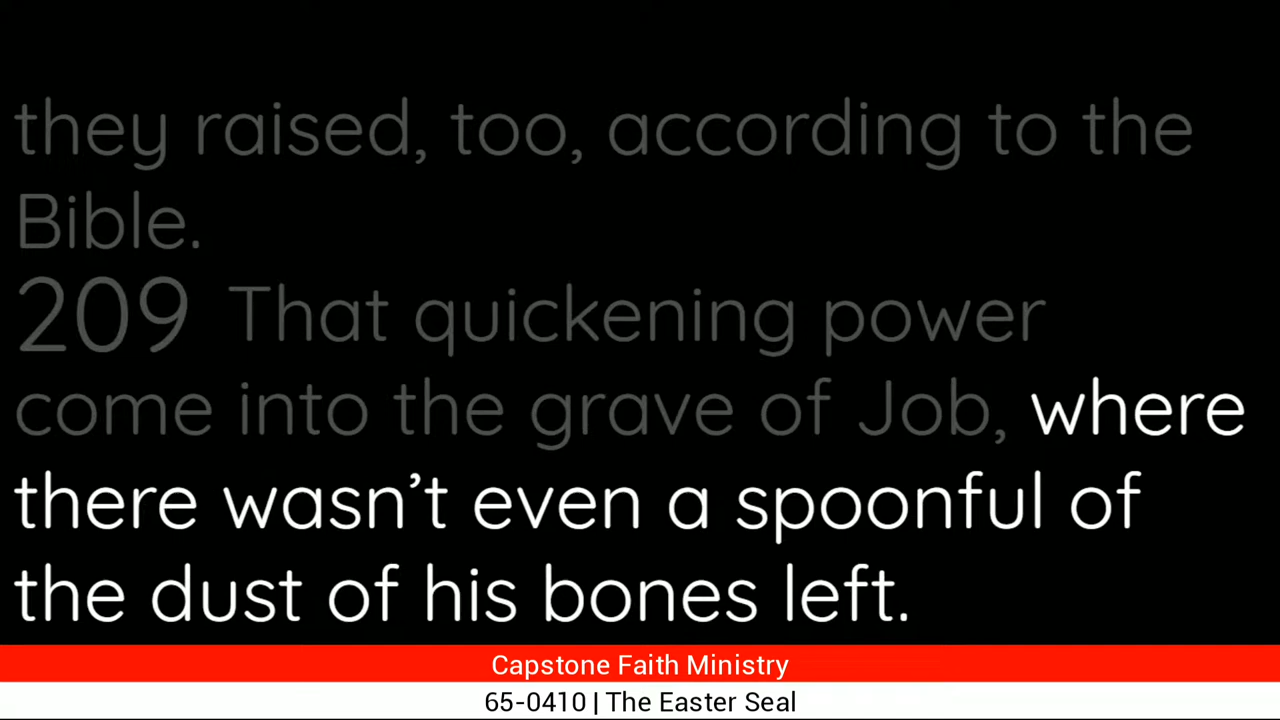 they raised, too, according to the
Bible.
209 That quickening power
come into the grave of Job, where
there wasn’t even a spoonful of
the dust of his bones left.
Capstone Faith Ministry
65-0410 | The Easter Seal